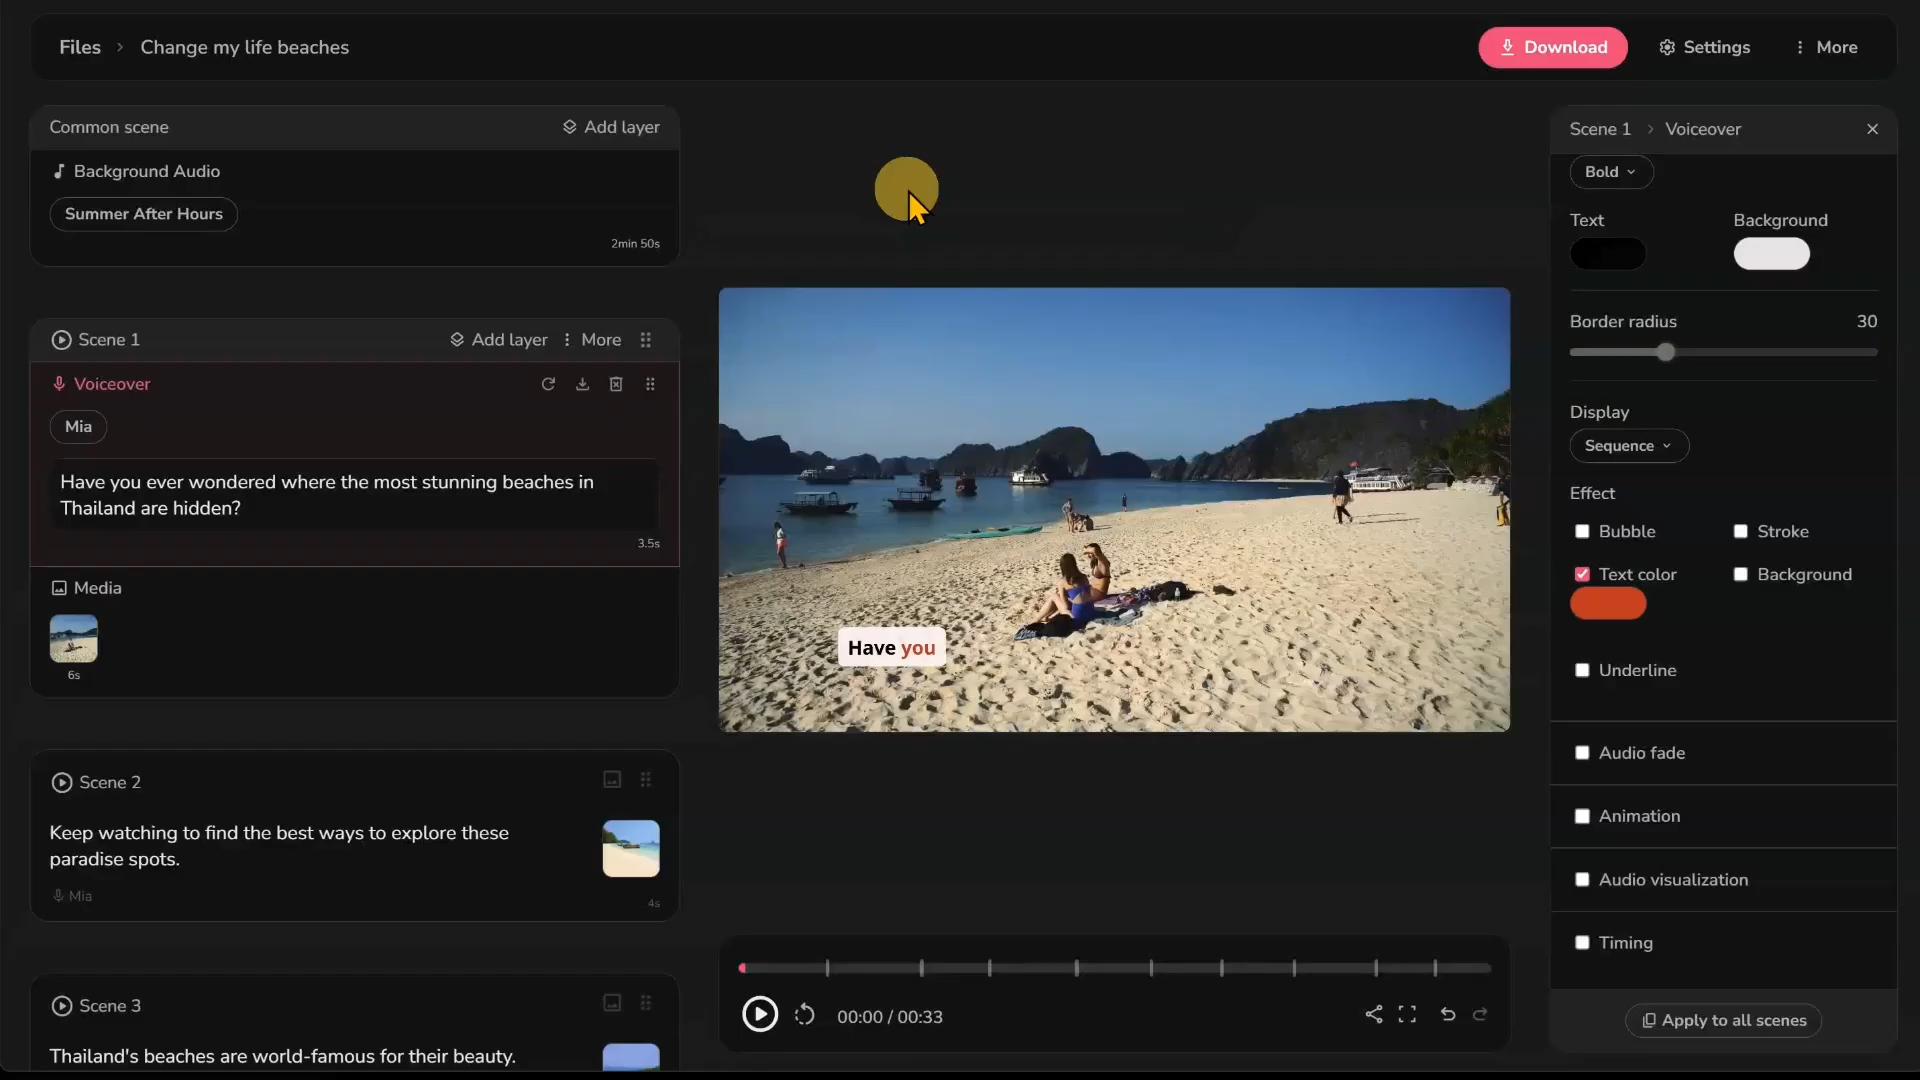 Files > Change my life beaches
Download
Settings
More
Common scene
Add layer
Background Audio
Summer After Hours
2min 50s
Scene 1
Add layer
More
Voiceover
Mia
Have you ever wondered where the most stunning beaches in
Thailand are hidden?
3.5s
Media
6s
Scene 2
Keep watching to find the best ways to explore these
paradise spots.
Mia
4s
Scene 3
Thailand's beaches are world-famous for their beauty.
Have you
00:00 / 00:33
Scene 1 > Voiceover
Bold
Text
Background
Border radius
30
Display
Sequence
Effect
Bubble
Stroke
Text color
Background
Underline
Audio fade
Animation
Audio visualization
Timing
Apply to all scenes